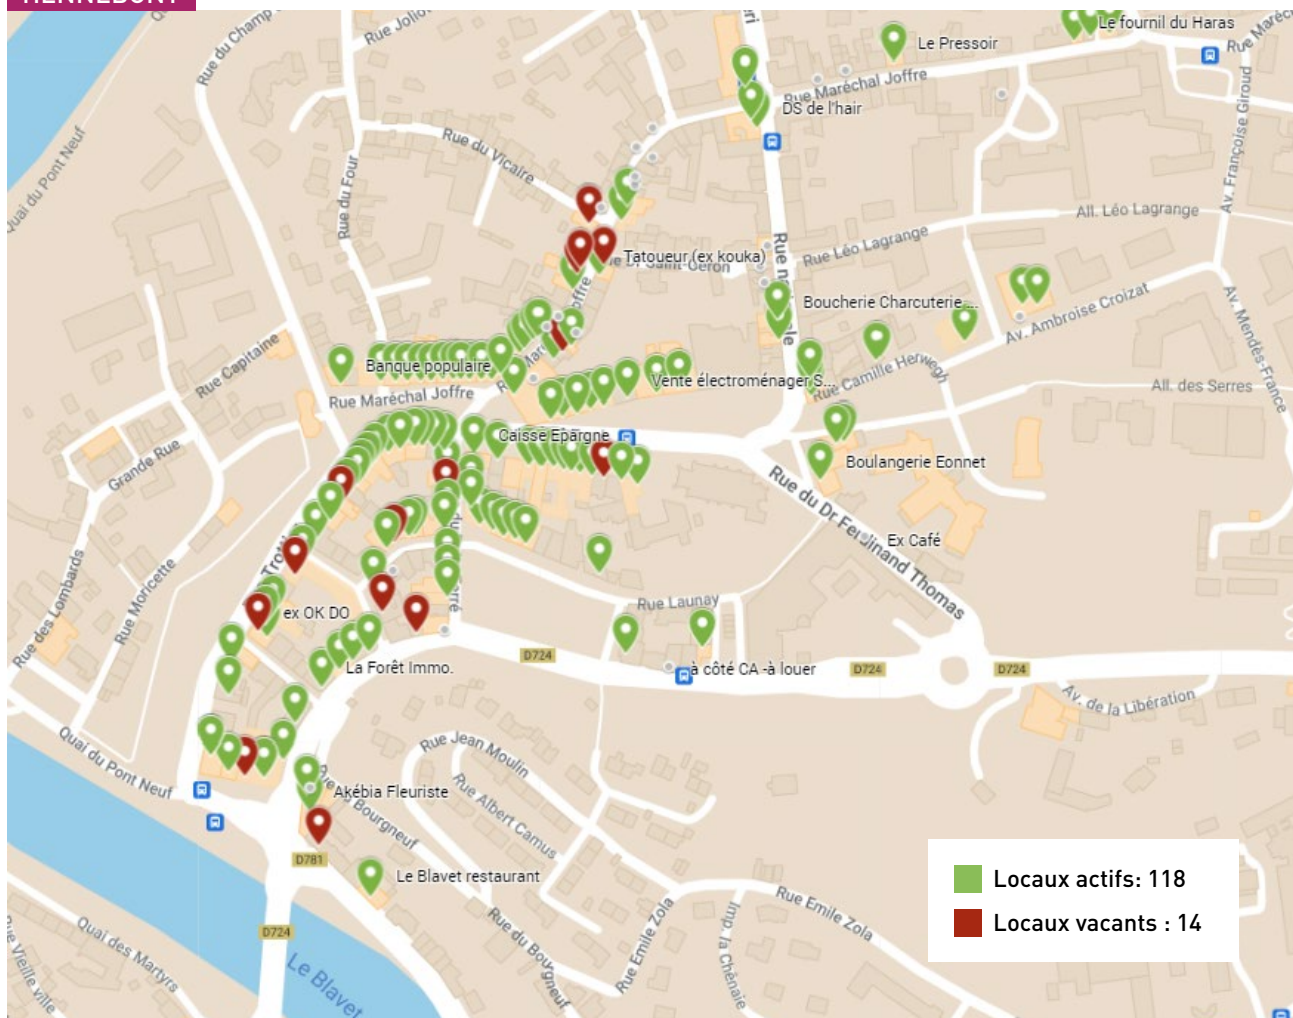 HENNEBONT
Le fournil du Haras
Rue Joliot
Le Pressoir
Rue du Champ
Rue Maréchal Joffre
DS de l'hair
Quai du Pont Neuf
Rue du Vicaire
Av. Françoise Giroud
Rue du Four
All. Léo Lagrange
Rue Léo Lagrange
Tatoueur (ex kouka)
Boucherie Charcuterie ...
Av. Ambroise Croizat
Av. Mendès-France
Rue Capitaine
Banque populaire
Rue Camille Herwegh
Vente électroménager S...
All. des Serres
Rue Maréchal Joffre
Caisse Epargne
Grande Rue
Boulangerie Eonnet
Rue du Dr Ferdinand Thomas
Ex Café
Rue des Lombards
Rue Moricette
Rue Launay
ex OK DO
D724
La Forêt Immo.
à côté CA -à louer
D724
D724
Av. de la Libération
Quai du Pont Neuf
Rue Jean Moulin
Rue Albert Camus
Akébia Fleuriste
Rue du Bourgneuf
D781
Le Blavet restaurant
Locaux actifs: 118
Locaux vacants : 14
Rue Emile Zola
Rue Emile Zola
Imp. la Chênaie
Rue du Bourgneuf
D724
Quai des Martyrs
Le Blavet
Rue Vieille ville